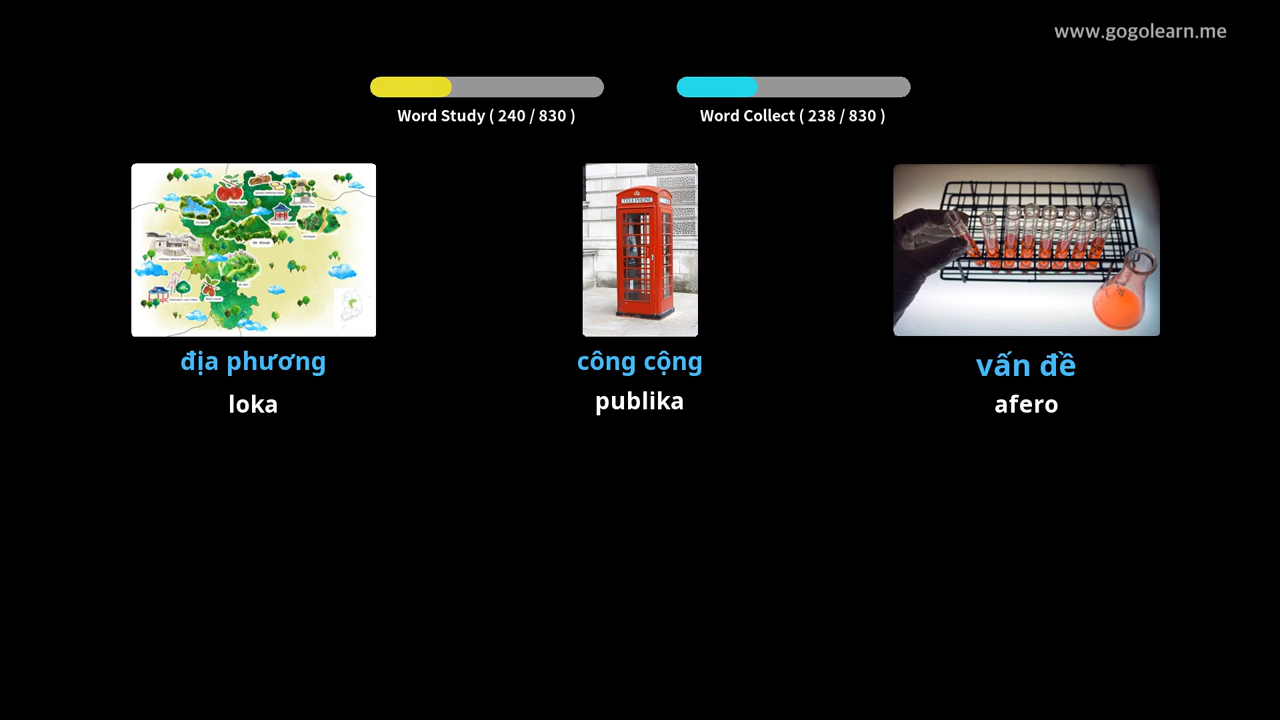 www.gogolearn.me
Word Study ( 240 / 830 )
Word Collect ( 238 / 830 )
TELEPHONE
địa phương
công cộng
vấn đề
loka
publika
afero